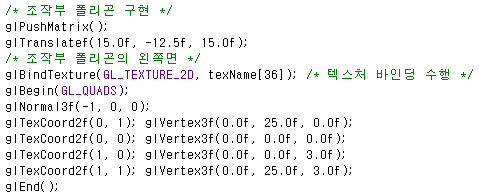 /* 조작부 폴리곤 구현 */
glPushMatrix();
glTranslatef(15.0f, -12.5f, 15.0f);
/* 조작부 폴리곤의 왼쪽면 */
glBindTexture(GL_TEXTURE_2D, texName[36]); /* 텍스처 바인딩 수행 */
glBegin(GL_QUADS);
glNormal3f(-1, 0, 0);
glTexCoord2f(0, 1); glVertex3f(0.0f, 25.0f, 0.0f);
glTexCoord2f(0, 0); glVertex3f(0.0f, 0.0f, 0.0f);
glTexCoord2f(1, 0); glVertex3f(0.0f, 0.0f, 3.0f);
glTexCoord2f(1, 1); glVertex3f(0.0f, 25.0f, 3.0f);
glEnd();